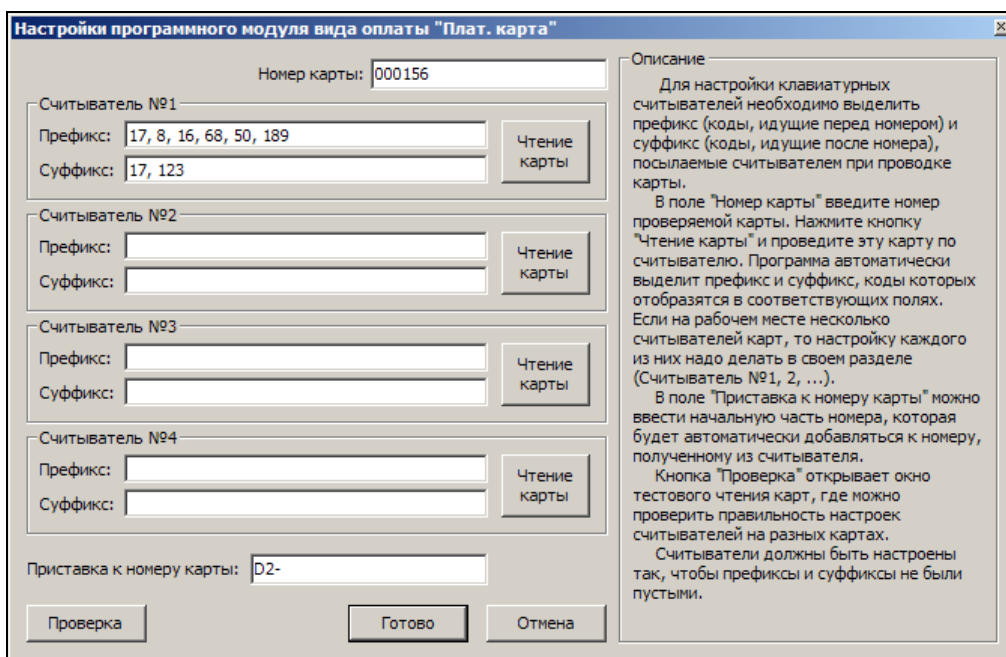 Настройки программного модуля вида оплаты "Плат. карта"
Номер карты: 000156
Считыватель №1
Префикс: 17, 8, 16, 68, 50, 189
Суффикс: 17, 123
Чтение
карты
Считыватель №2
Префикс:
Суффикс:
Чтение
карты
Считыватель №3
Префикс:
Суффикс:
Чтение
карты
Считыватель №4
Префикс:
Суффикс:
Чтение
карты
Приставка к номеру карты: D2-
Проверка
Готово
Отмена
Описание
Для настройки клавиатурных
считывателей необходимо выделить
префикс (коды, идущие перед номером) и
суффикс (коды, идущие после номера),
посылаемые считывателем при проводке
карты.
В поле "Номер карты" введите номер
проверяемой карты. Нажмите кнопку
"Чтение карты" и проведите эту карту по
считывателю. Программа автоматически
выделит префикс и суффикс, коды которых
отобразятся в соответствующих полях.
Если на рабочем месте несколько
считывателей карт, то настройку каждого
из них надо делать в своем разделе
(Считыватель №1, 2, ...).
В поле "Приставка к номеру карты" можно
ввести начальную часть номера, которая
будет автоматически добавляться к номеру,
полученному из считывателя.
Кнопка "Проверка" открывает окно
тестового чтения карт, где можно
проверить правильность настроек
считывателей на разных картах.
Считыватели должны быть настроены
так, чтобы префиксы и суффиксы не были
пустыми.